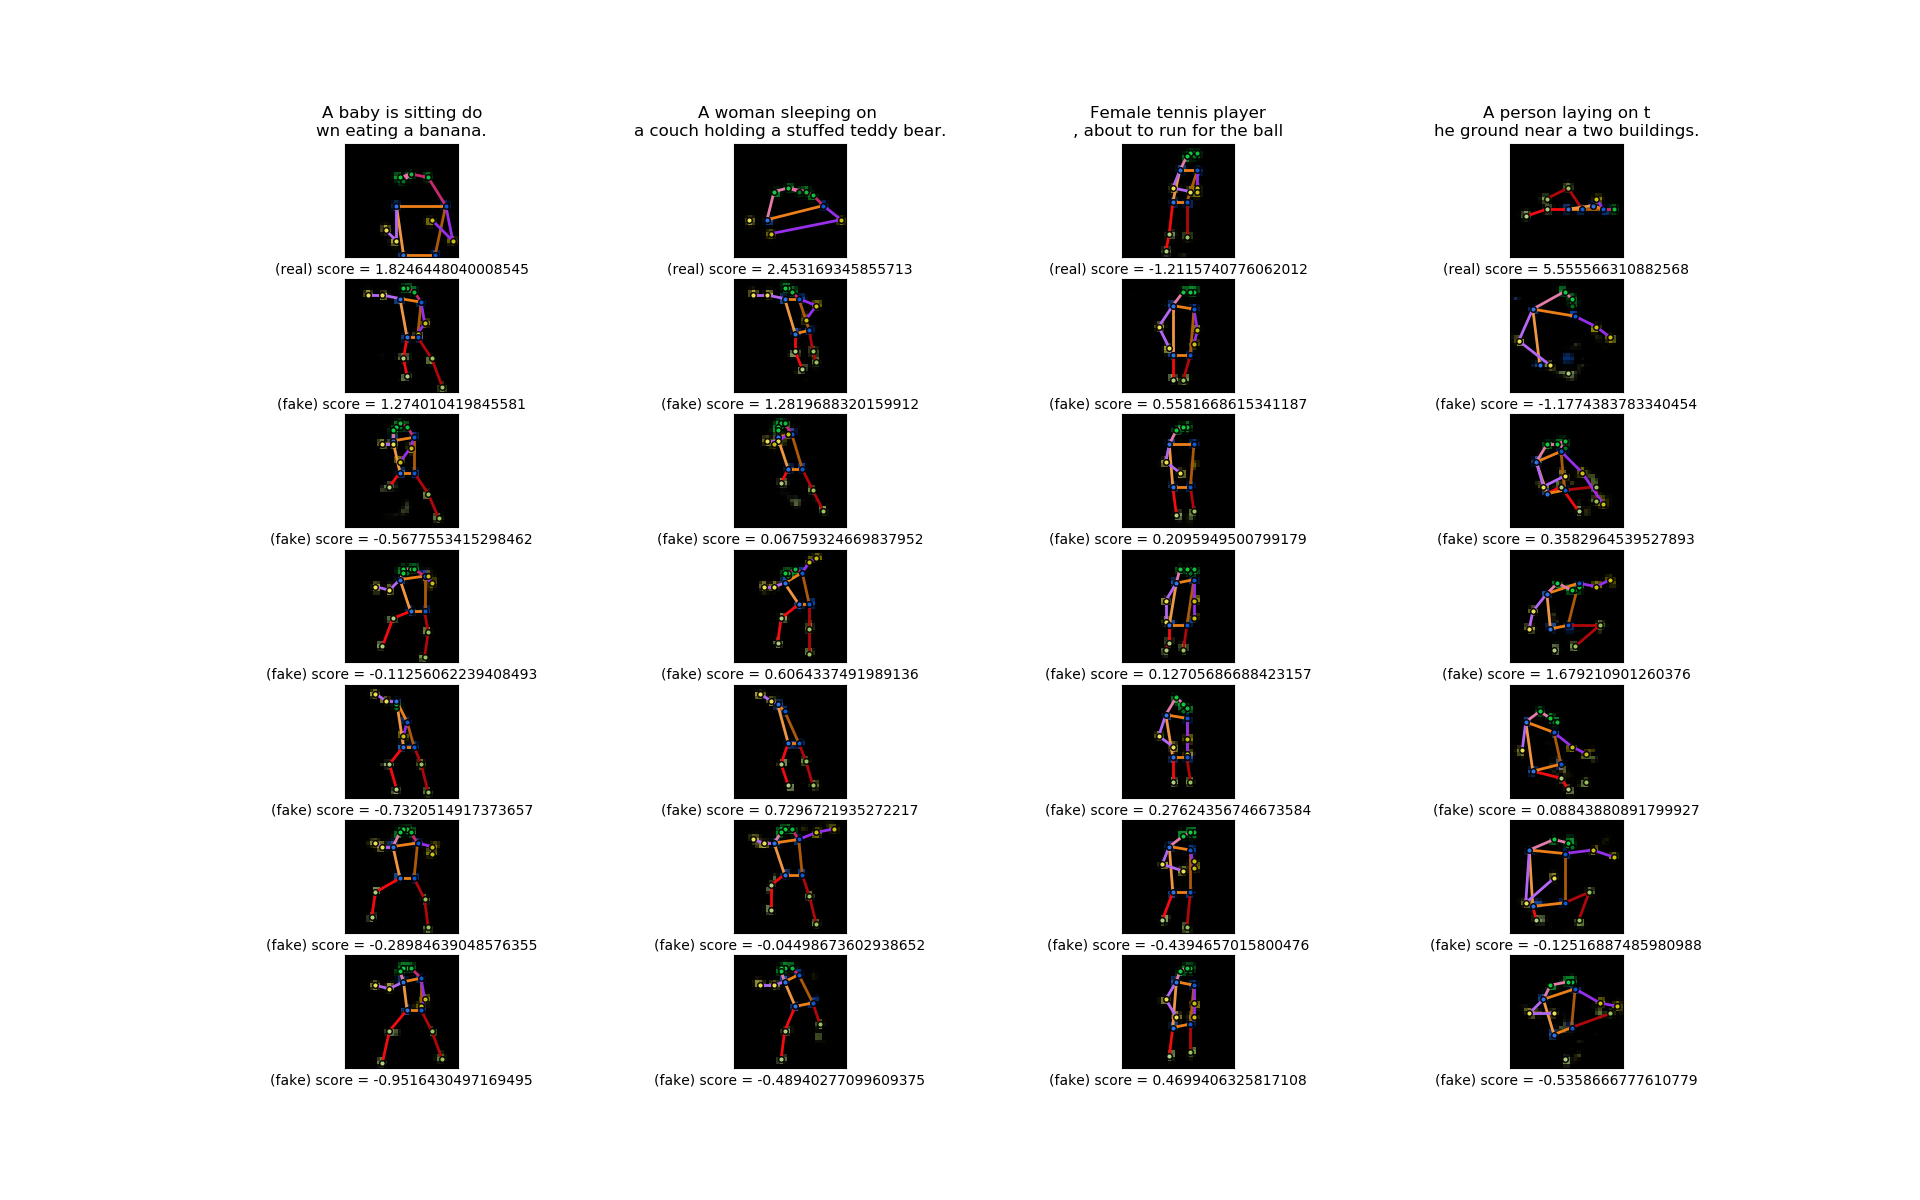 A baby is sitting do
wn eating a banana.
A woman sleeping on
a couch holding a stuffed teddy bear.
Female tennis player
, about to run for the ball
A person laying on t
he ground near a two buildings.
(real) score = 1.8246448040008545
(real) score = 2.453169345855713
(real) score = -1.2115740776062012
(real) score = 5.555566310882568
(fake) score = 1.274010419845581
(fake) score = 1.2819688320159912
(fake) score = 0.5581668615341187
(fake) score = -1.1774383783340454
(fake) score = -0.5677553415298462
(fake) score = 0.06759324669837952
(fake) score = 0.2095949500799179
(fake) score = 0.3582964539527893
(fake) score = -0.11256062239408493
(fake) score = 0.6064337491989136
(fake) score = 0.12705686688423157
(fake) score = 1.679210901260376
(fake) score = -0.7320514917373657
(fake) score = 0.7296721935272217
(fake) score = 0.27624356746673584
(fake) score = 0.08843880891799927
(fake) score = -0.28984639048576355
(fake) score = -0.04498673602938652
(fake) score = -0.4394657015800476
(fake) score = -0.12516887485980988
(fake) score = -0.9516430497169495
(fake) score = -0.48940277099609375
(fake) score = 0.4699406325817108
(fake) score = -0.5358666777610779